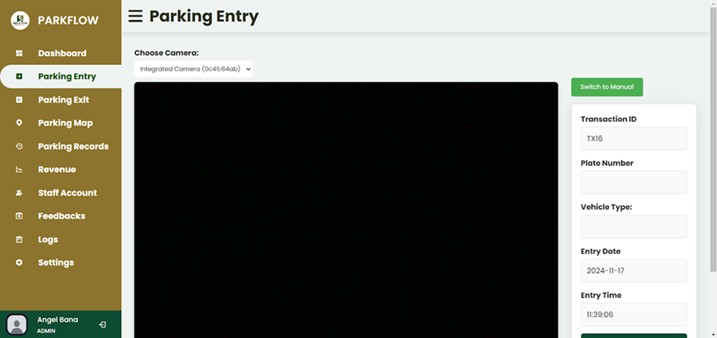 PARKFLOW
Dashboard
Parking Entry
Parking Exit
Parking Map
Parking Records
Revenue
Staff Account
Feedbacks
Logs
Settings
Angel Bana
ADMIN
Parking Entry
Choose Camera:
Integrated Camera (0c45:64ab)
Switch to Manual
Transaction ID
TX16
Plate Number
Vehicle Type:
Entry Date
2024-11-17
Entry Time
11:39:06